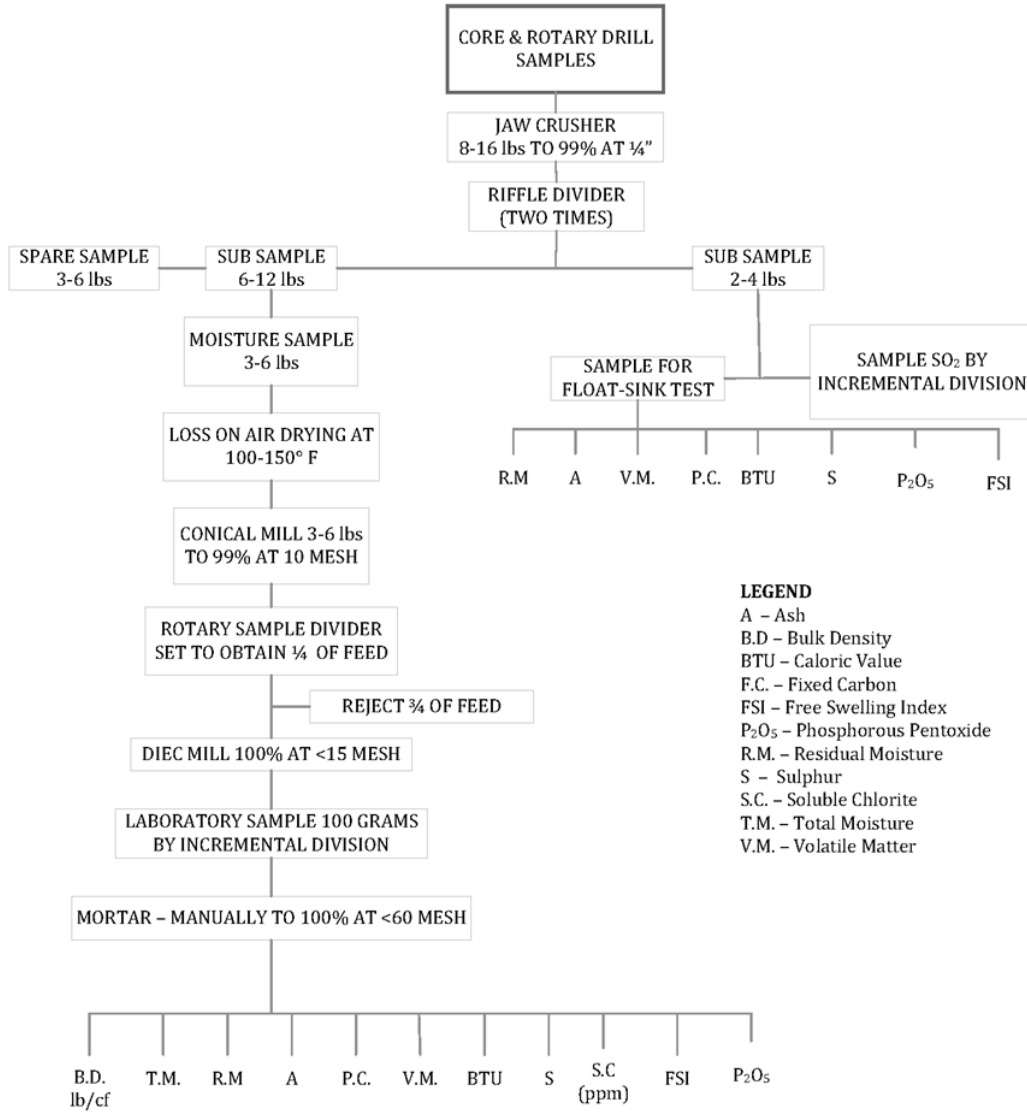 CORE & ROTARY DRILL
SAMPLES
JAW CRUSHER
8-16 lbs TO 99% AT ¼”
RIFFLE DIVIDER
(TWO TIMES)
SPARE SAMPLE
3-6 lbs
SUB SAMPLE
6-12 lbs
SUB SAMPLE
2-4 lbs
MOISTURE SAMPLE
3-6 lbs
SAMPLE FOR
FLOAT-SINK TEST
SAMPLE SO₂ BY
INCREMENTAL DIVISION
LOSS ON AIR DRYING AT
100-150° F
R.M
A
V.M.
P.C.
BTU
S
P₂O₅
FSI
CONICAL MILL 3-6 lbs
TO 99% AT 10 MESH
ROTARY SAMPLE DIVIDER
SET TO OBTAIN ¼ OF FEED
REJECT ¾ OF FEED
DIEC MILL 100% AT <15 MESH
LABORATORY SAMPLE 100 GRAMS
BY INCREMENTAL DIVISION
MORTAR – MANUALLY TO 100% AT <60 MESH
B.D.
lb/cf
T.M.
R.M
A
P.C.
V.M.
BTU
S
S.C
(ppm)
FSI
P₂O₅
LEGEND
A – Ash
B.D – Bulk Density
BTU – Caloric Value
F.C. – Fixed Carbon
FSI – Free Swelling Index
P₂O₅ – Phosphorous Pentoxide
R.M. – Residual Moisture
S – Sulphur
S.C. – Soluble Chlorite
T.M. – Total Moisture
V.M. – Volatile Matter